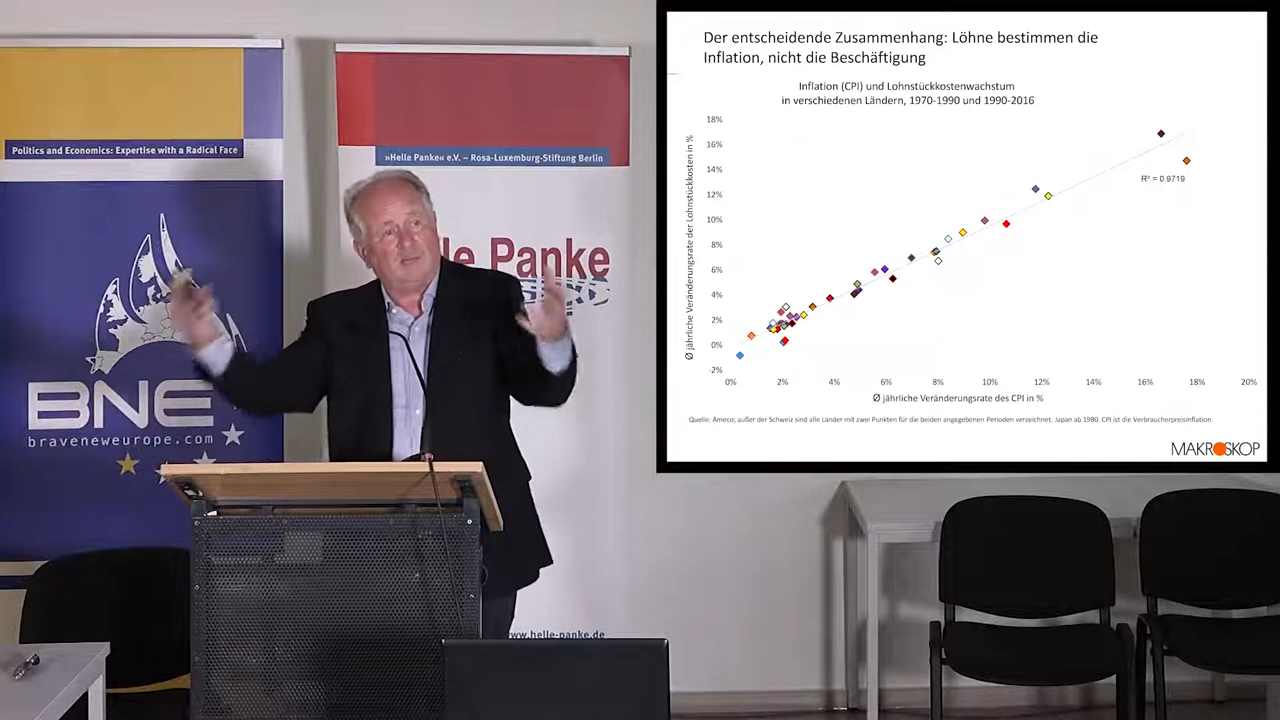 Politics and Economics: Expertise with a Radical Face
BNE
braveneweurope.com
»Helle Panke« e.V. – Rosa-Luxemburg-Stiftung Berlin
lle Panke
www.helle-panke.de
Der entscheidende Zusammenhang: Löhne bestimmen die
Inflation, nicht die Beschäftigung
Inflation (CPI) und Lohnstückkostenwachstum
in verschiedenen Ländern, 1970-1990 und 1990-2016
Ø jährliche Veränderungsrate der Lohnstückkosten in %
18%
16%
14%
12%
10%
8%
6%
4%
2%
0%
-2%
R² = 0.9719
0% 2% 4% 6% 8% 10% 12% 14% 16% 18% 20%
Ø jährliche Veränderungsrate des CPI in %
Quelle: Ameco; außer der Schweiz sind alle Länder mit zwei Punkten für die beiden angegebenen Perioden verzeichnet. Japan ab 1980. CPI ist die Verbraucherpreisinflation.
MAKROSKOP